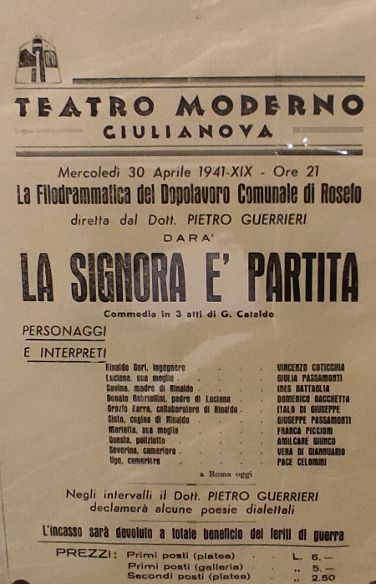 TEATRO MODERNO
GIULIANOVA
Mercoledì 30 Aprile 1941-XIX - Ore 21
La Filodrammatica del Dopolavoro Comunale di Roseto
diretta dal Dott. PIETRO GUERRIERI
DARA'
LA SIGNORA E' PARTITA
Commedia in 3 atti di G. Cataldo
PERSONAGGI
E INTERPRETI
Rinaldo Dori, ingegnere . . . VINCENZO COTICCHIA
Luciana, sua moglie . . . GIULIA PASSAMONTI
Savina, madre di Rinaldo . . . INES BATTAGLIA
Donato Gabriellini, padre di Luciana . . . DOMENICO BACCHETTA
Orazio Farra, collaboratore di Rinaldo . . . ITALO DI GIUSEPPE
Sisto, cugino di Rinaldo . . . GIUSEPPE PASSAMONTI
Marietta, sua moglie . . . FRANCA PICCIONI
Questa, poliziotto . . . AMILCARE GIUNCO
Severina, cameriera . . . VERA DI GIANNUARIO
Ugo, cameriere . . . PACE CELOMMI
a Roma oggi
Negli intervalli il Dott. PIETRO GUERRIERI
declamerà alcune poesie dialettali
L'incasso sarà devoluto a totale beneficio dei feriti di guerra
PREZZI: Primi posti (platea) . L. 6.—
Primi posti (galleria) . „ 5.—
Secondi posti (platea) . „ 2.50